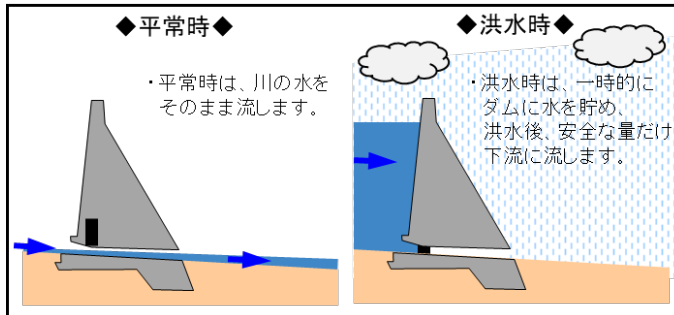 ◆平常時◆
・平常時は、川の水を
そのまま流します。
◆洪水時◆
・洪水時は、一時的に
ダムに水を貯め、
洪水後、安全な量だけ
下流に流します。